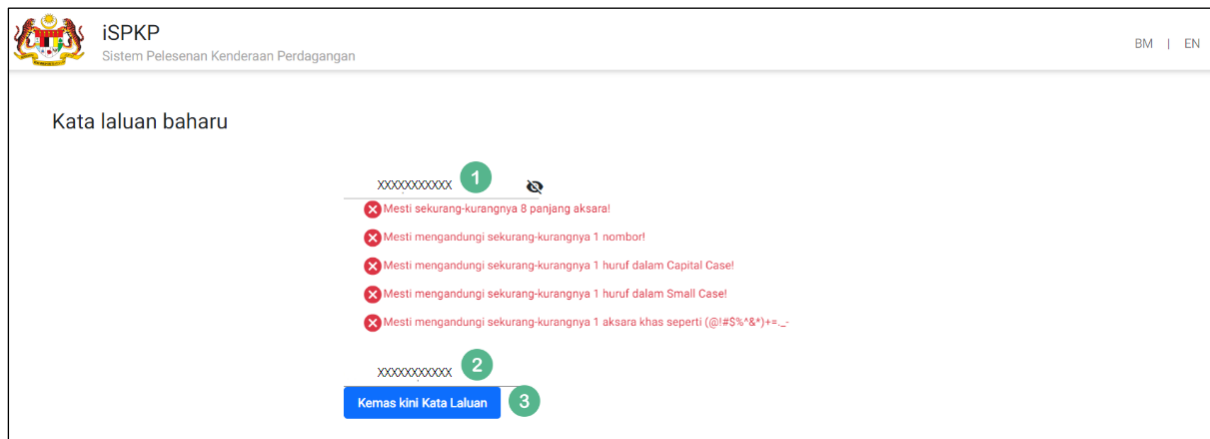 iSPKP
Sistem Pelesenan Kenderaan Perdagangan
BM | EN
Kata laluan baharu
XXXXXXXXXXX 1
Mesti sekurang-kurangnya 8 panjang aksara!
Mesti mengandungi sekurang-kurangnya 1 nombor!
Mesti mengandungi sekurang-kurangnya 1 huruf dalam Capital Case!
Mesti mengandungi sekurang-kurangnya 1 huruf dalam Small Case!
Mesti mengandungi sekurang-kurangnya 1 aksara khas seperti (@!#$%^&*)+=._-
XXXXXXXXXXX 2
Kemas kini Kata Laluan 3